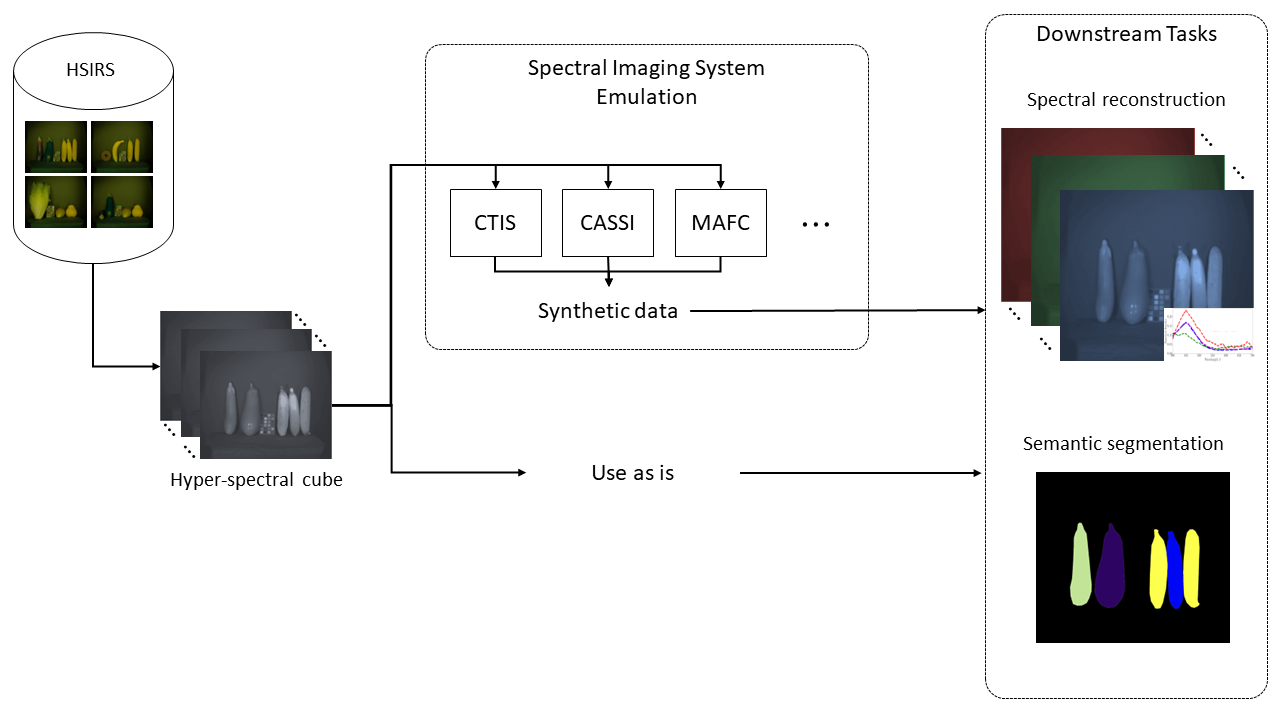 HSIRS
Hyper-spectral cube
Spectral Imaging System
Emulation
CTIS
CASSI
MAFC
...
Synthetic data
Use as is
Downstream Tasks
Spectral reconstruction
Semantic segmentation